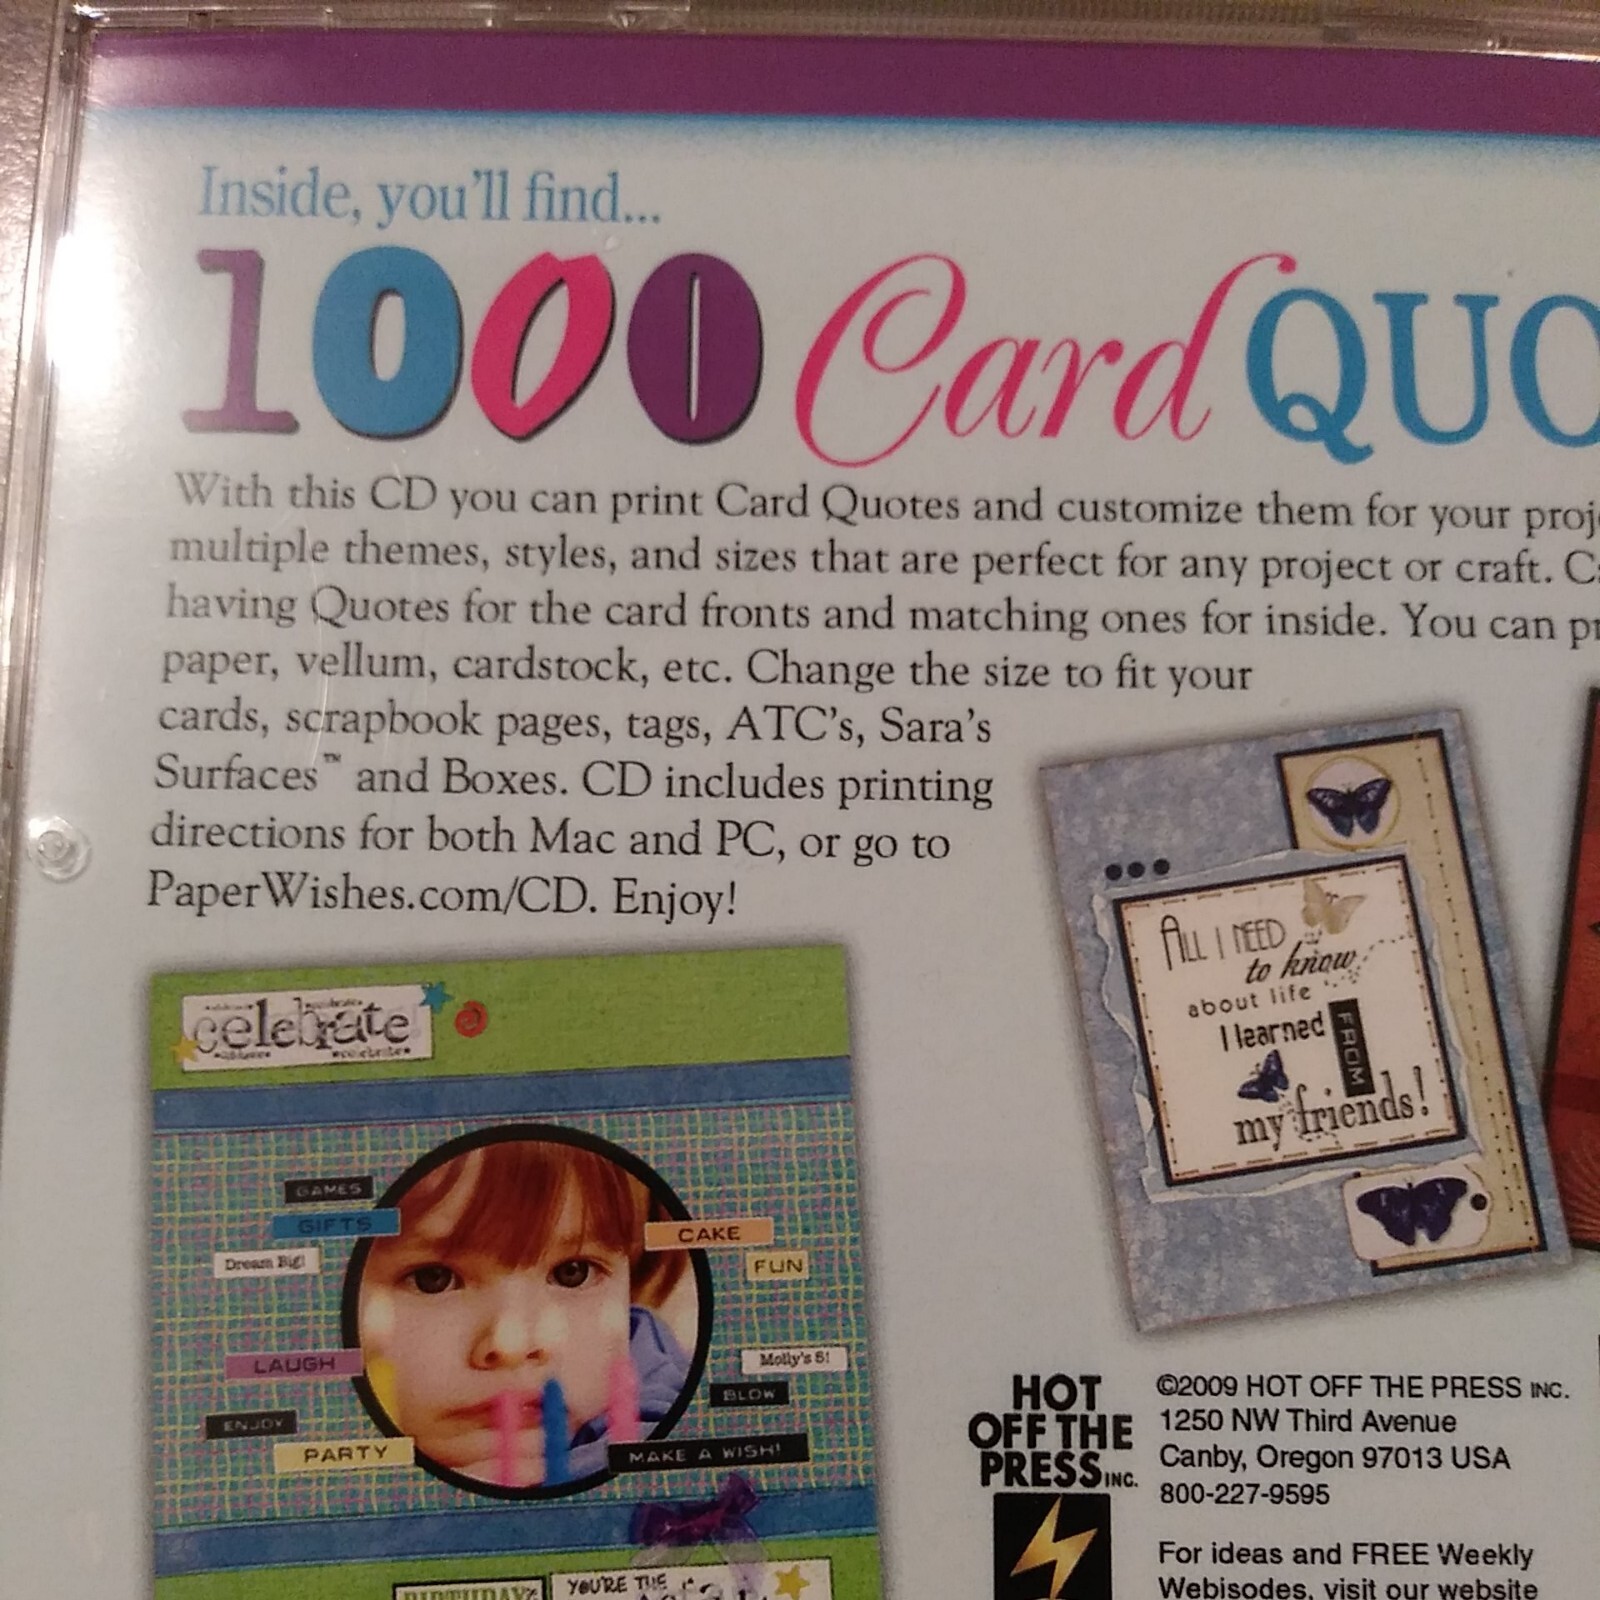 Inside, you'll find...
1000 Card QUO
With this CD you can print Card Quotes and customize them for your proj
multiple themes, styles, and sizes that are perfect for any project or craft. C
having Quotes for the card fronts and matching ones for inside. You can pr
paper, vellum, cardstock, etc. Change the size to fit your
cards, scrapbook pages, tags, ATC's, Sara's
Surfaces™ and Boxes. CD includes printing
directions for both Mac and PC, or go to
PaperWishes.com/CD. Enjoy!
celebrate
GAMES
GIFTS
Dream Big!
LAUGH
ENJOY
PARTY
CAKE
FUN
Molly's 5!
BLOW
MAKE A WISH!
BIRTHDAY
YOU'RE THE
ALL I NEED
to know
about life
I learned
FROM
my friends!
HOT
OFF THE
PRESS INC.
©2009 HOT OFF THE PRESS INC.
1250 NW Third Avenue
Canby, Oregon 97013 USA
800-227-9595
For ideas and FREE Weekly
Webisodes, visit our website